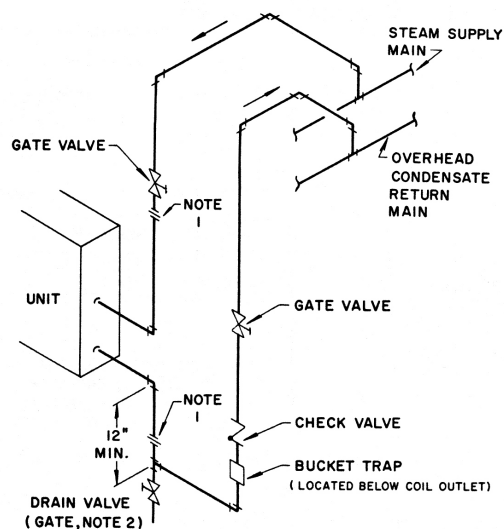 STEAM SUPPLY
MAIN
GATE VALVE
OVERHEAD
CONDENSATE
RETURN
MAIN
NOTE
1
UNIT
GATE VALVE
NOTE
1
12"
MIN.
CHECK VALVE
BUCKET TRAP
(LOCATED BELOW COIL OUTLET)
DRAIN VALVE
(GATE, NOTE 2)